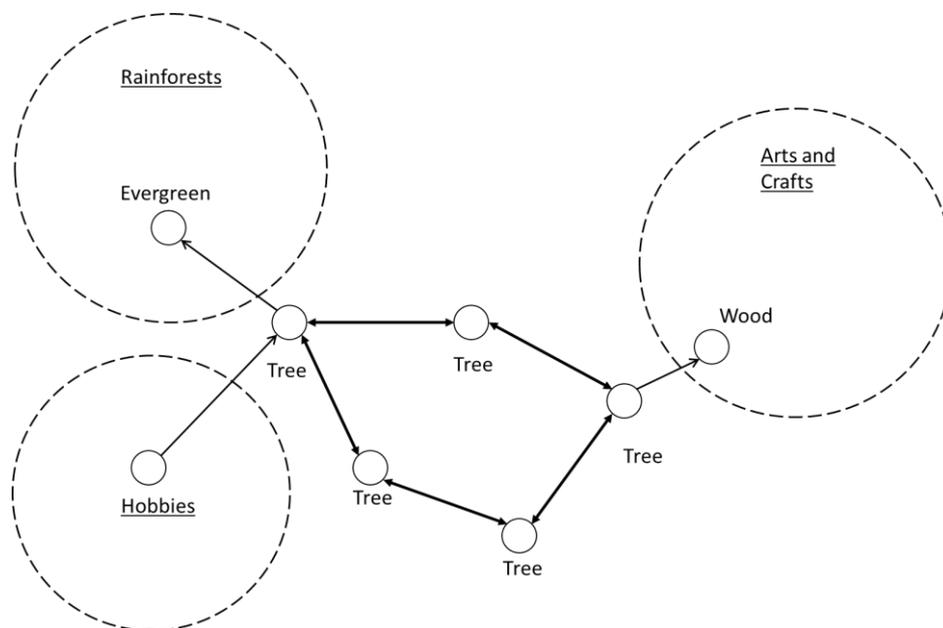 Rainforests
Arts and
Crafts
Evergreen
Wood
Tree
Tree
Tree
Tree
Hobbies
Tree